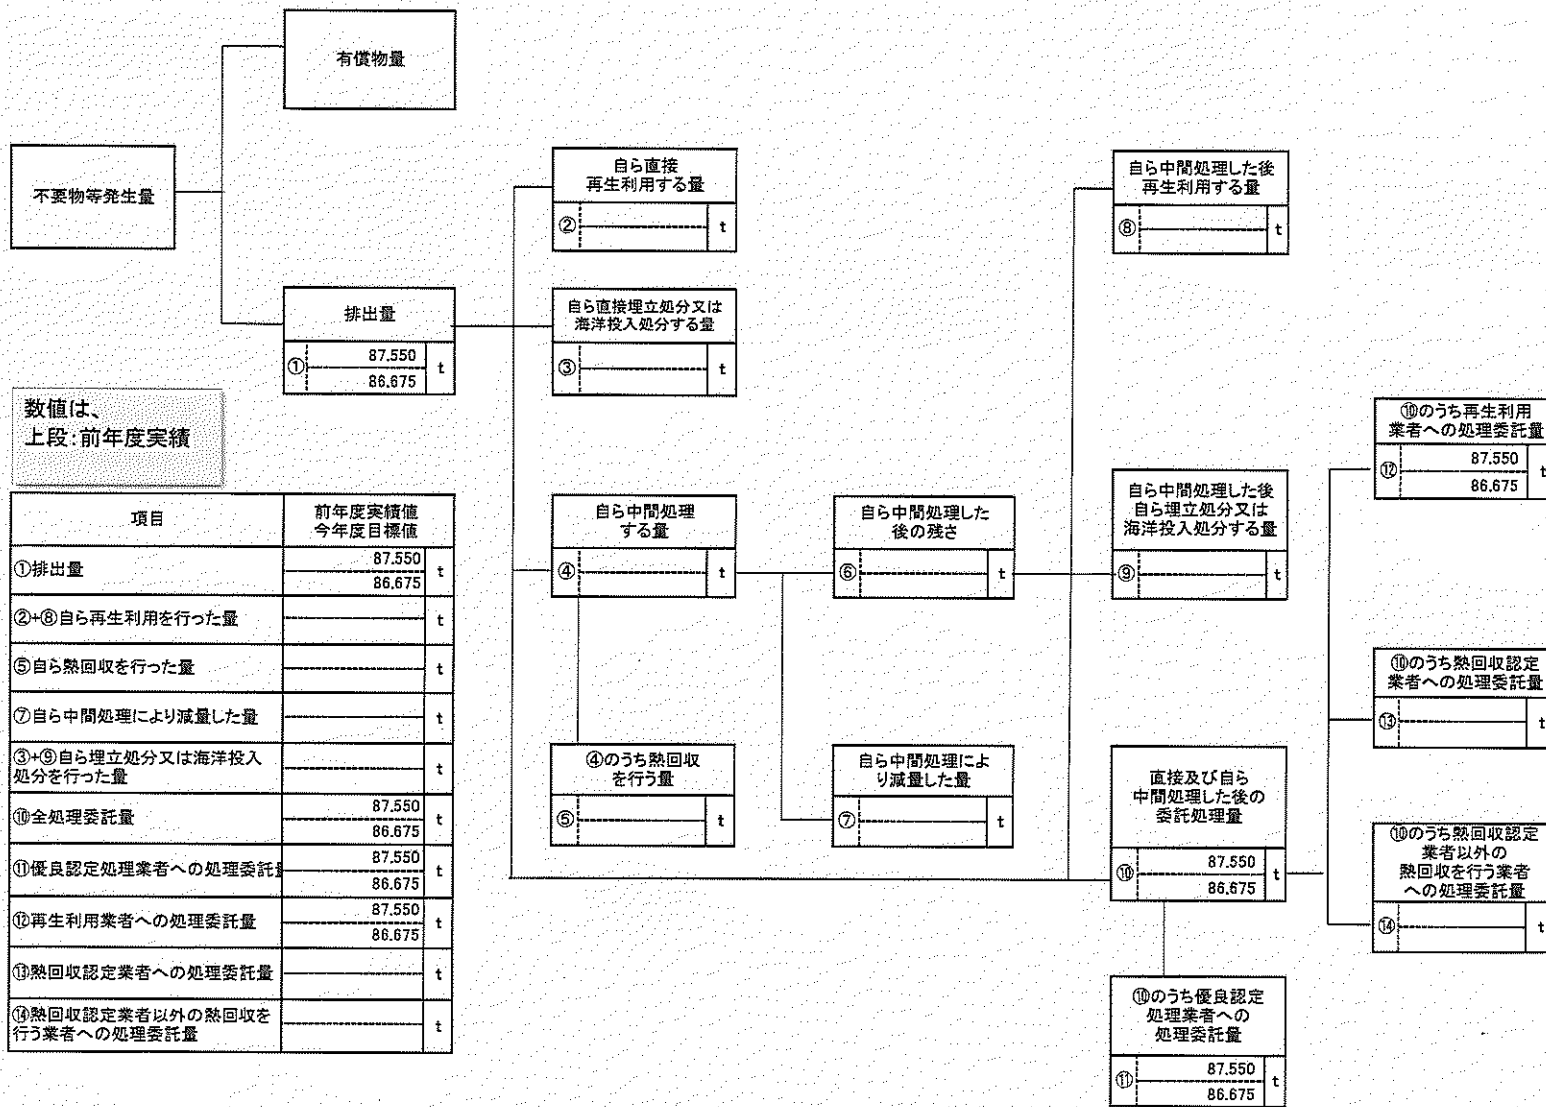 有償物量
不要物等発生量
排出量
①
87.550
86.675
t
自ら直接
再生利用する量
②
t
自ら直接埋立処分又は
海洋投入処分する量
③
t
自ら中間処理した後
再生利用する量
⑧
t
数値は、
上段:前年度実績
項目
前年度実績値
今年度目標値
①排出量
87.550
86.675
t
②+⑧自ら再生利用を行った量
t
⑤自ら熱回収を行った量
t
⑦自ら中間処理により減量した量
t
③+⑨自ら埋立処分又は海洋投入
処分を行った量
t
⑩全処理委託量
87.550
86.675
t
⑪優良認定処理業者への処理委託
87.550
86.675
t
⑫再生利用業者への処理委託量
87.550
86.675
t
⑬熱回収認定業者への処理委託量
t
⑭熱回収認定業者以外の熱回収を
行う業者への処理委託量
t
自ら中間処理
する量
④
t
自ら中間処理した
後の残さ
⑥
t
自ら中間処理した後
自ら埋立処分又は
海洋投入処分する量
⑨
t
④のうち熱回収
を行う量
⑤
t
自ら中間処理によ
り減量した量
⑦
t
直接及び自ら
中間処理した後の
委託処理量
⑩
87.550
86.675
t
⑩のうち優良認定
処理業者への
処理委託量
⑪
87.550
86.675
t
⑩のうち再生利用
業者への処理委託量
⑫
87.550
86.675
t
⑩のうち熱回収認定
業者への処理委託量
⑬
t
⑩のうち熱回収認定
業者以外の
熱回収を行う業者
への処理委託量
⑭
t